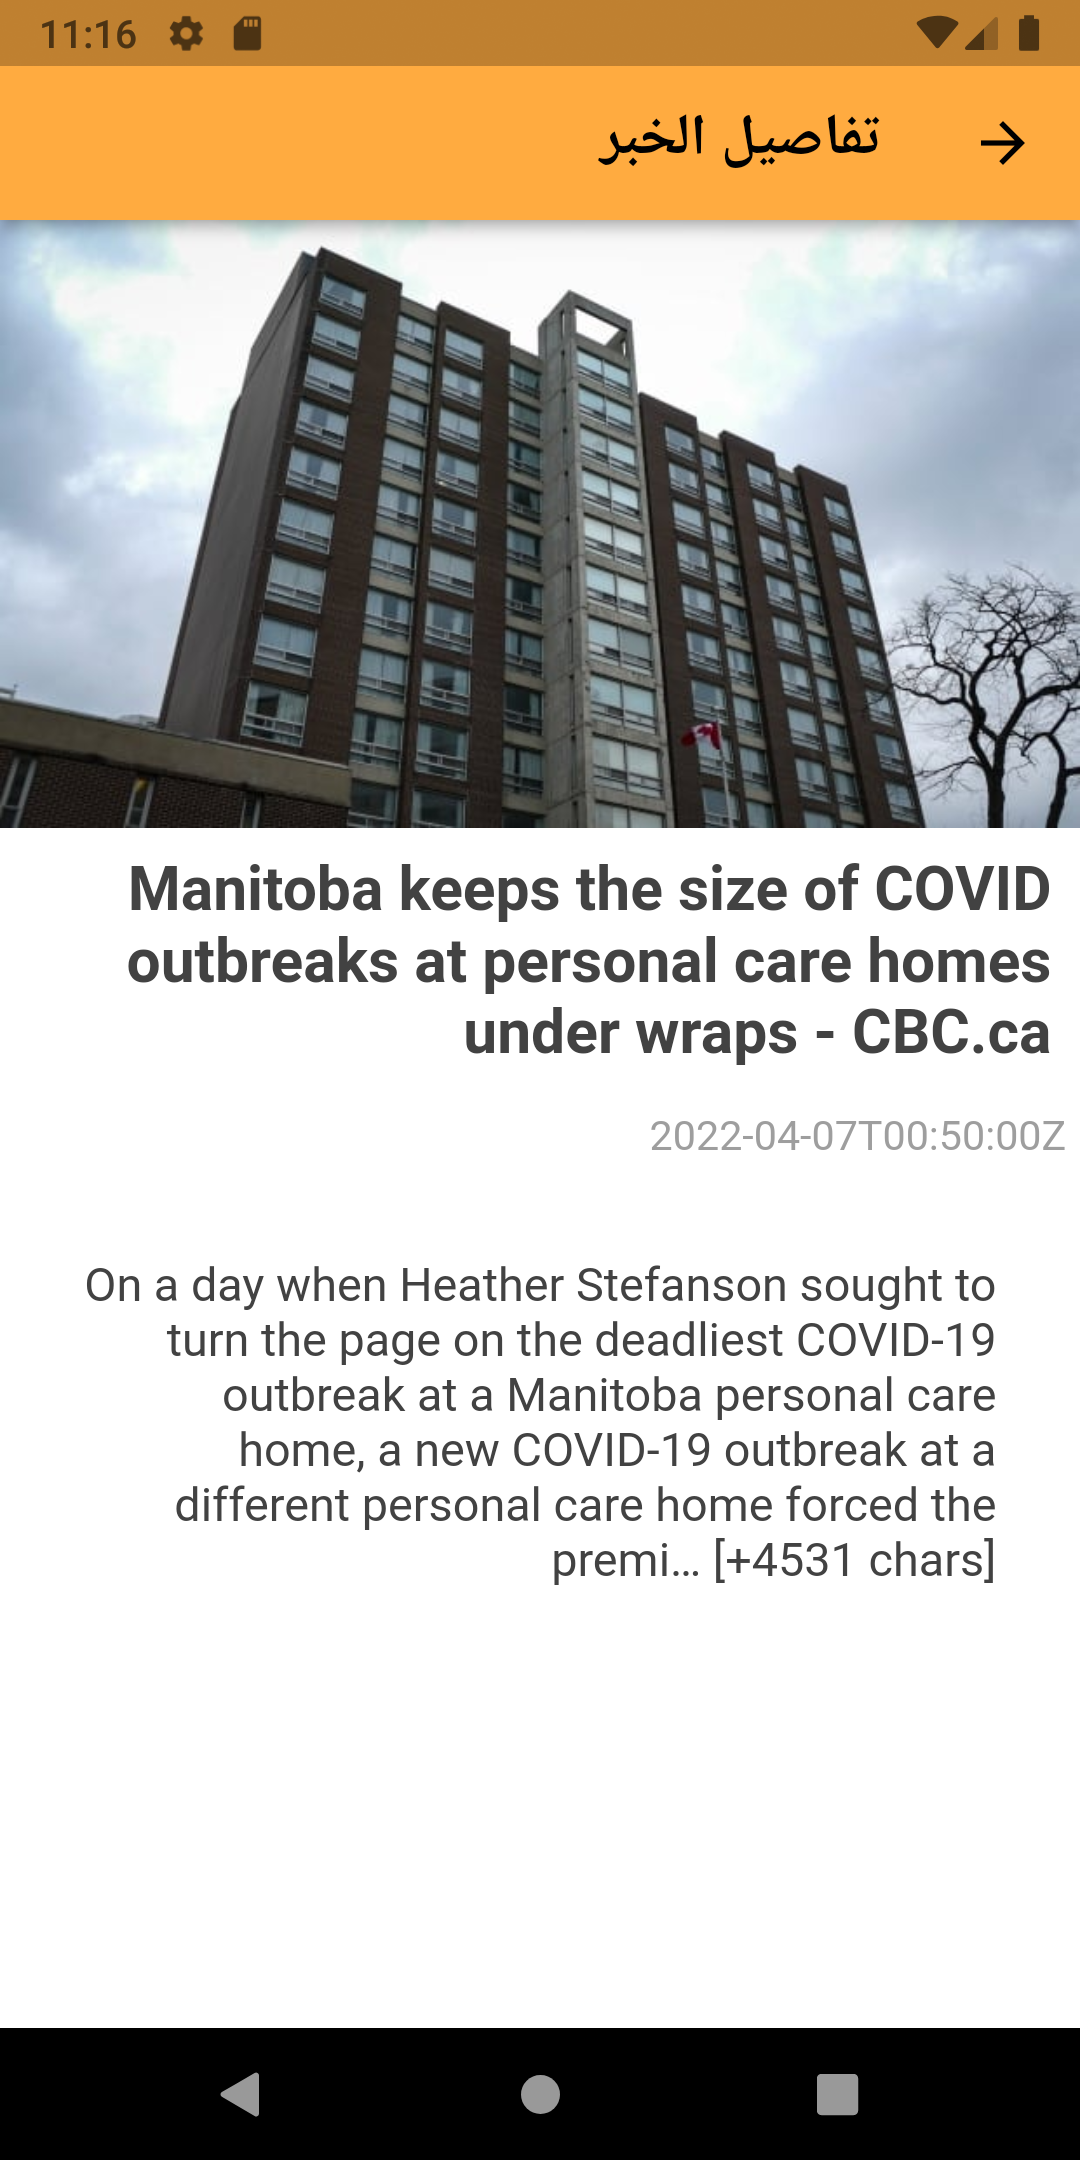 11:16
تفاصيل الخبر
Manitoba keeps the size of COVID
outbreaks at personal care homes
under wraps - CBC.ca
2022-04-07T00:50:00Z
On a day when Heather Stefanson sought to
turn the page on the deadliest COVID-19
outbreak at a Manitoba personal care
home, a new COVID-19 outbreak at a
different personal care home forced the
premi… [+4531 chars]